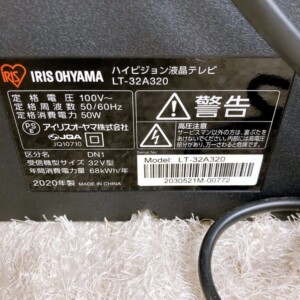 IRIS IRIS OHYAMA
ハイビジョン液晶テレビ
LT-32A320
定格電圧 100V~
定格周波数 50/60Hz
定格消費電力 50W
PS E アイリスオーヤマ株式会社
JQA
JQ10710
区分名 DN1
受信機型サイズ 32V型
年間消費電力量 68kWh/年
2020年製 MADE IN CHINA
警告
高圧注意
Model: LT-32A320
Serial No.:
2030521M-00772